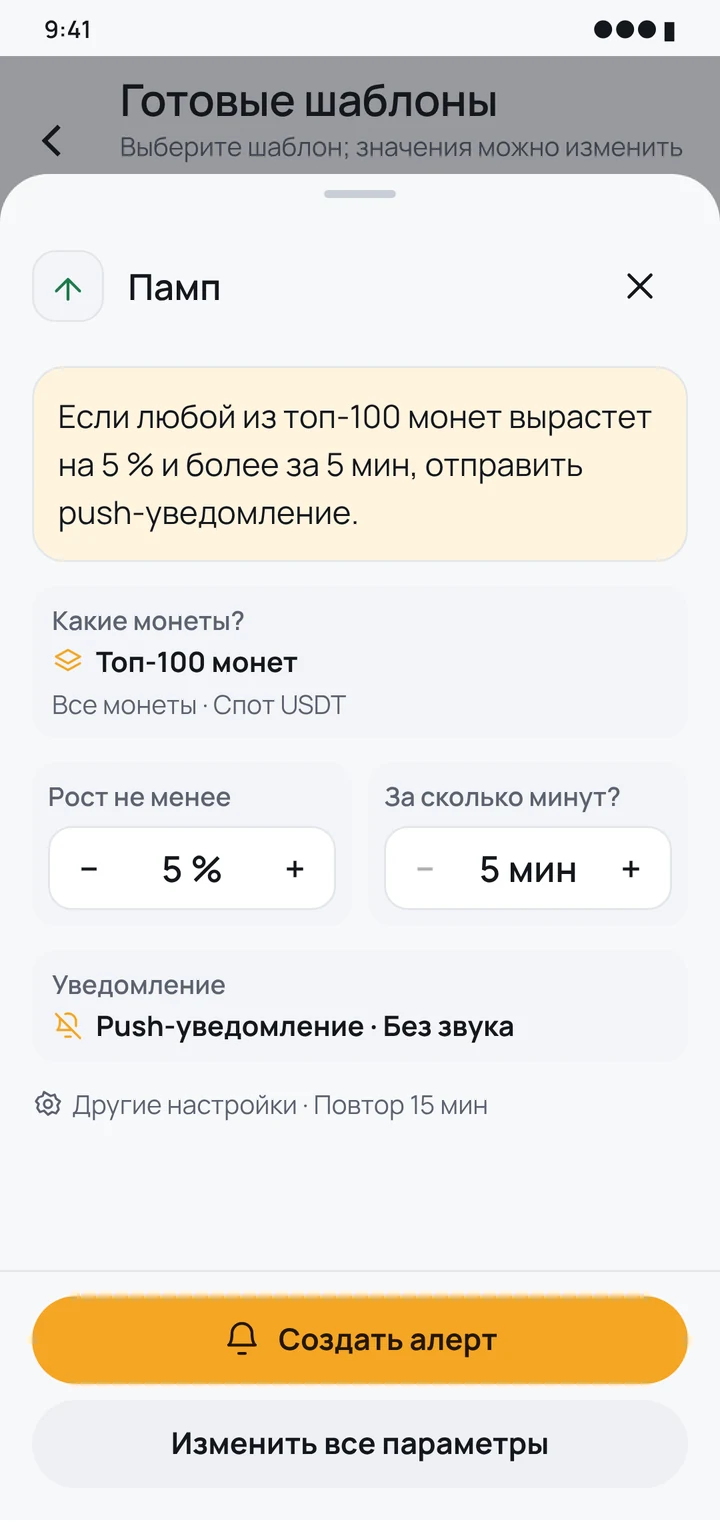 9:41
Готовые шаблоны
Выберите шаблон; значения можно изменить
Памп
Если любой из топ-100 монет вырастет
на 5 % и более за 5 мин, отправить
push-уведомление.
Какие монеты?
Топ-100 монет
Все монеты · Спот USDT
Рост не менее
За сколько минут?
− 5 % +
− 5 мин +
Уведомление
Push-уведомление · Без звука
Другие настройки · Повтор 15 мин
Создать алерт
Изменить все параметры